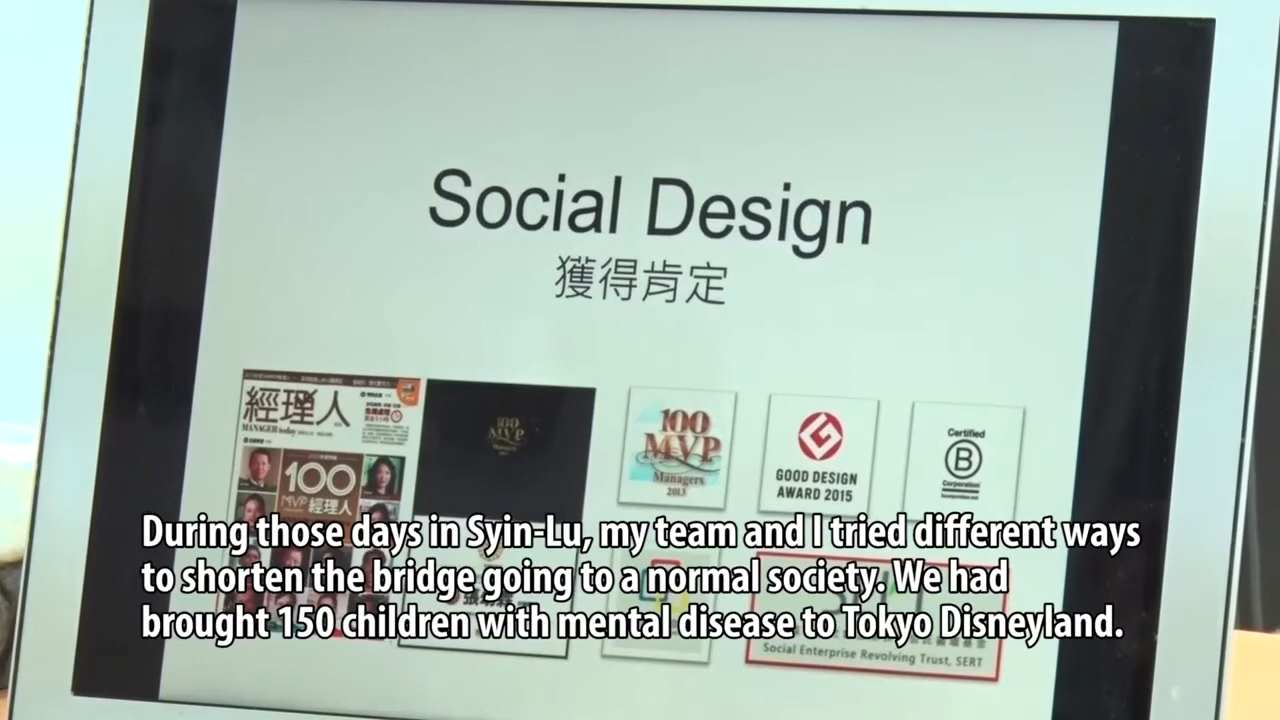 Social Design
獲得肯定
經理人
MANAGER today
100
MVP 經理人
100
MVP
100
MVP
Managers
2013
GOOD DESIGN
AWARD 2015
Certified
B
Corporation
During those days in Syin-Lu, my team and I tried different ways
to shorten the bridge going to a normal society. We had
brought 150 children with mental disease to Tokyo Disneyland.
Social Enterprise Revolving Trust, SERT